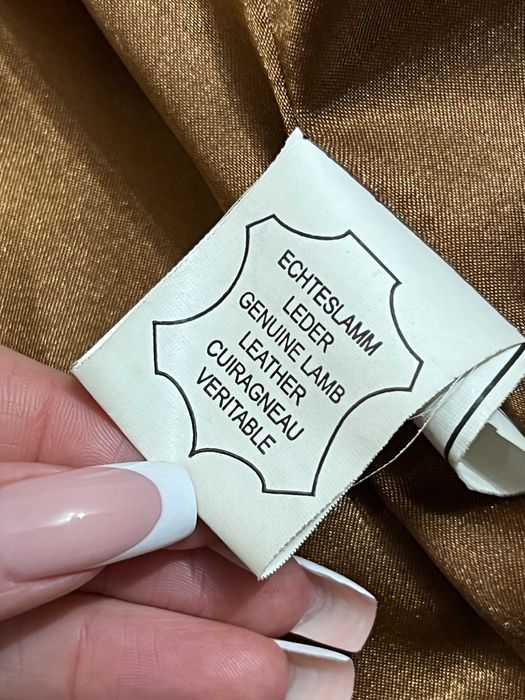 ECHTESLAMM
LEDER
GENUINE LAMB
LEATHER
CUIRAGNEAU
VERITABLE